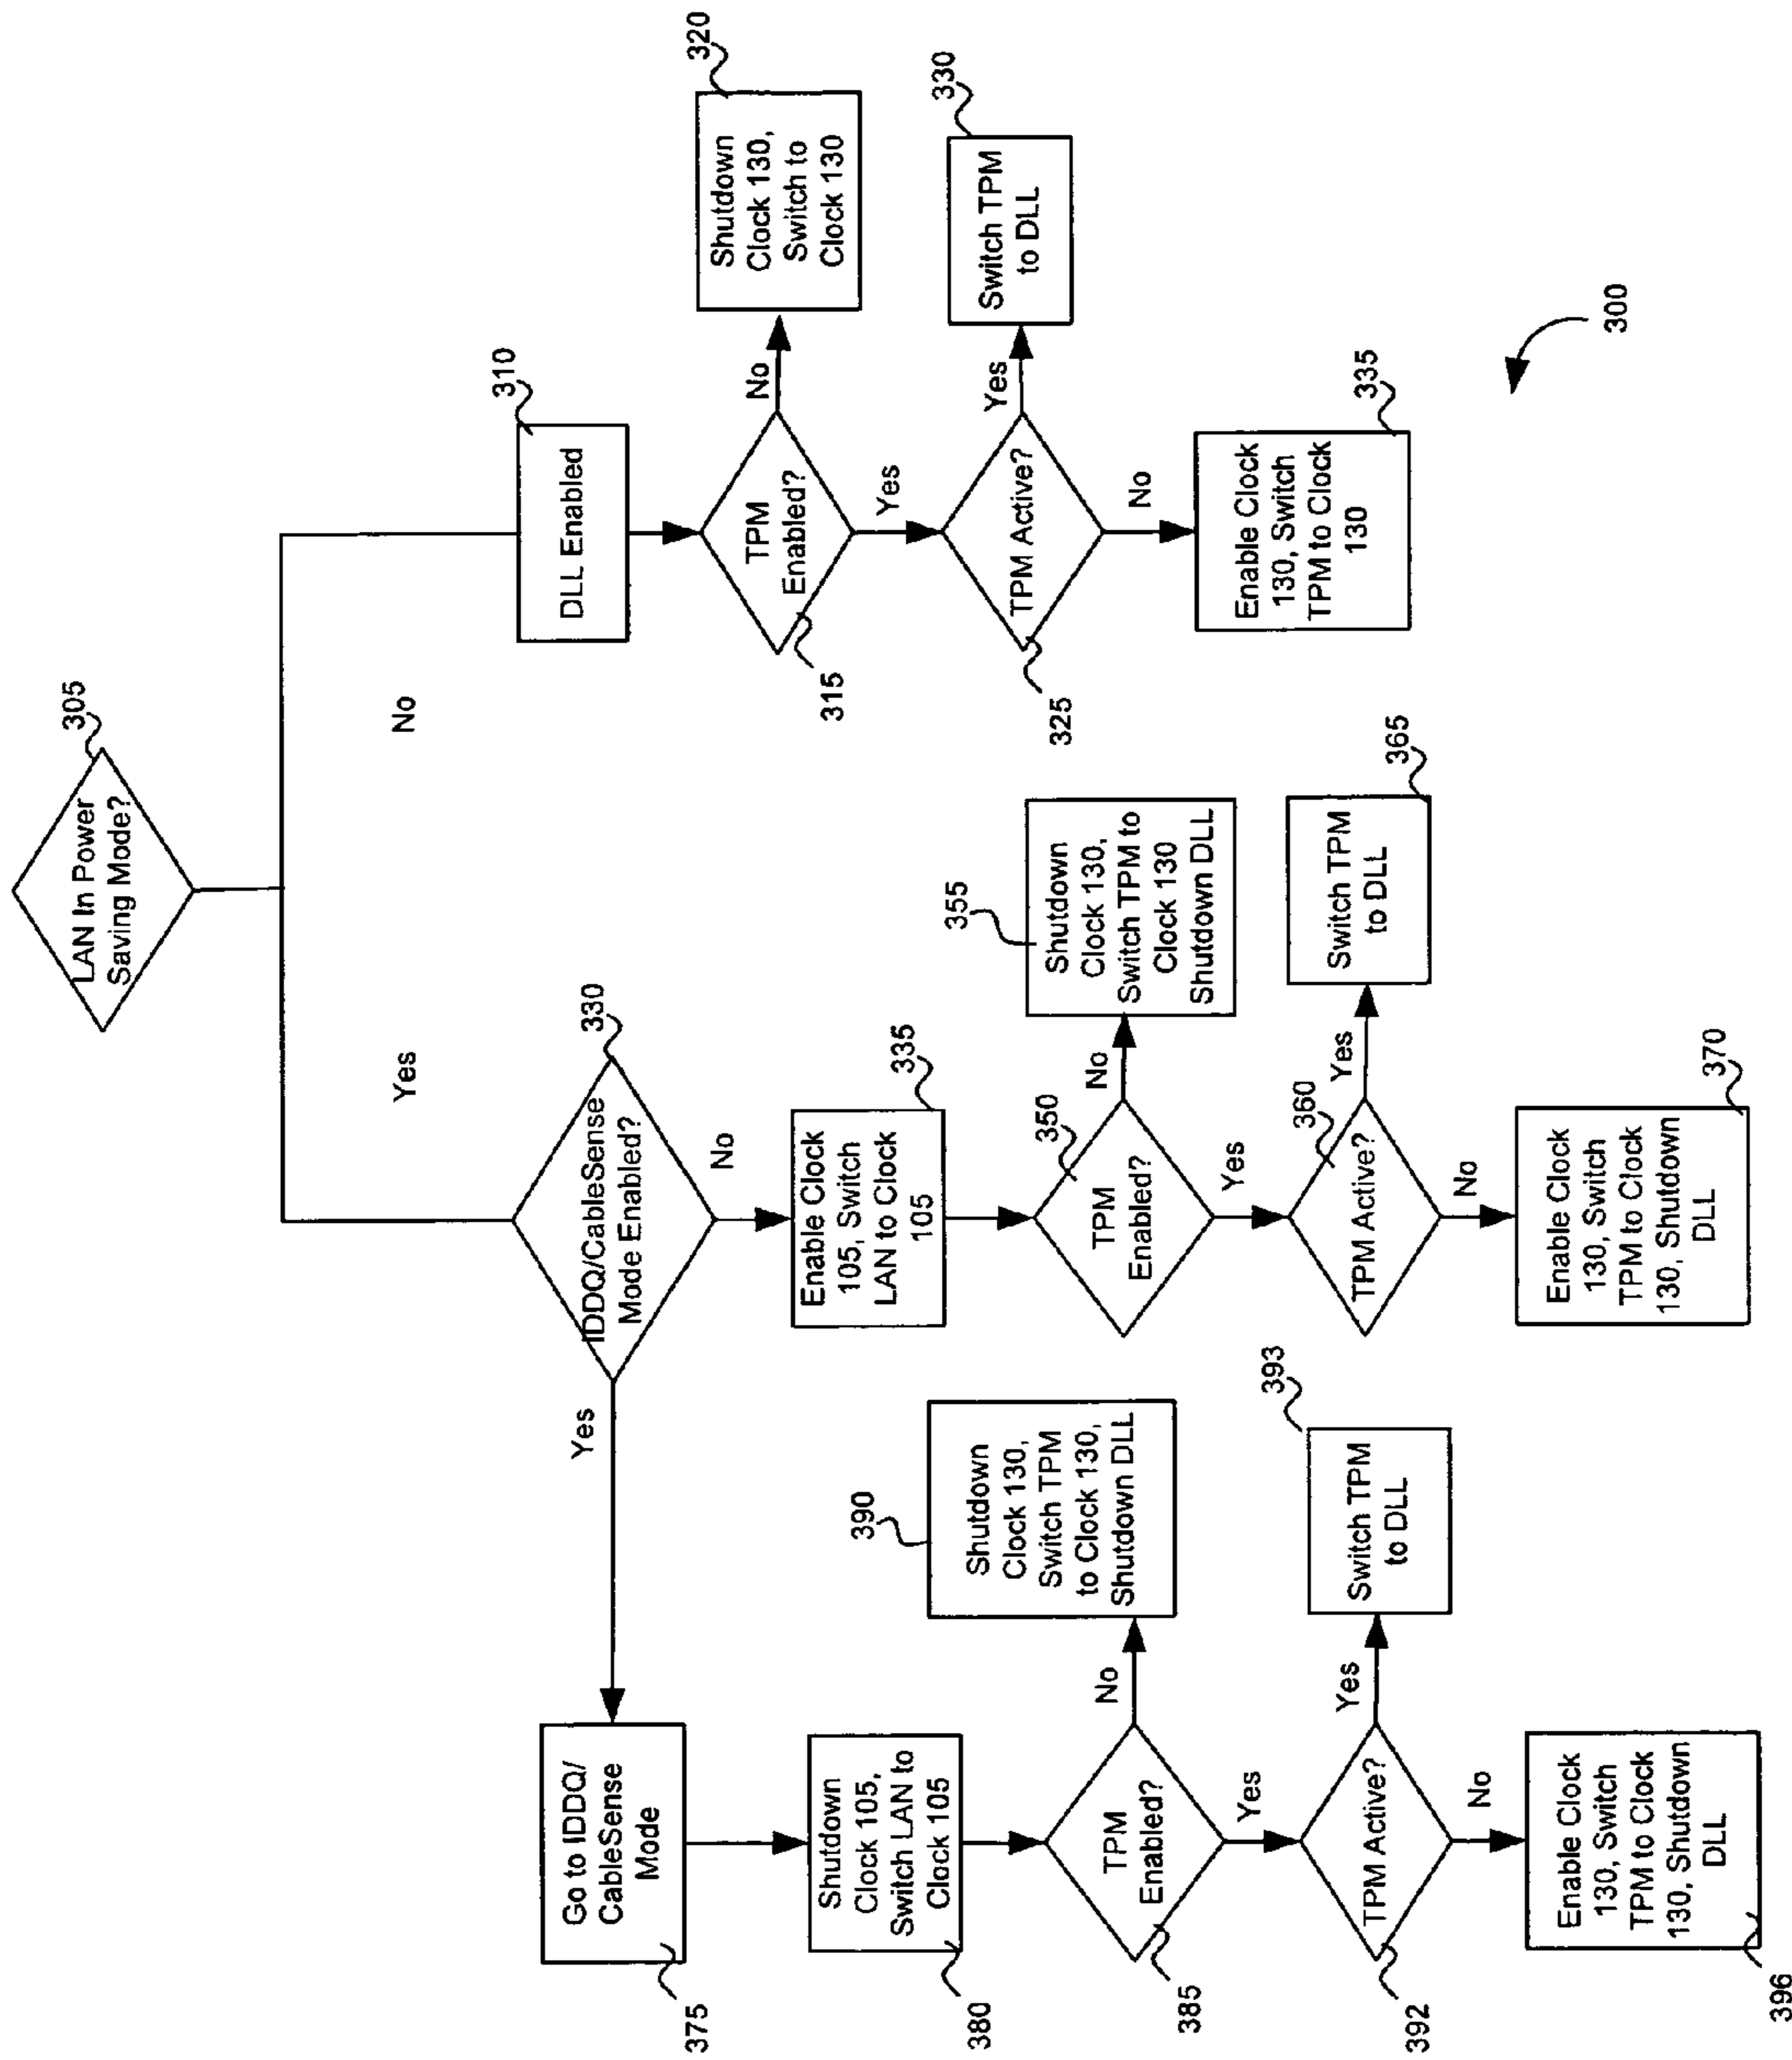 LAN In Power
Saving Mode?
305
Yes
No
IDDQ/CableSense
Mode Enabled?
330
Yes
No
DLL Enabled
310
TPM
Enabled?
315
No
Shutdown
Clock 130,
Switch to
Clock 130
320
Yes
TPM Active?
325
Yes
Switch TPM
to DLL
330
No
Enable Clock
130, Switch
TPM to Clock
130
335
Enable Clock
105, Switch
LAN to Clock
105
335
TPM
Enabled?
350
No
Shutdown
Clock 130,
Switch TPM to
Clock 130
Shutdown DLL
355
Yes
TPM Active?
360
Yes
Switch TPM
to DLL
365
No
Enable Clock
130, Switch
TPM to Clock
130, Shutdown
DLL
370
Go to IDDQ/
CableSense
Mode
375
Shutdown
Clock 105,
Switch LAN to
Clock 105
380
TPM
Enabled?
385
No
Shutdown
Clock 130,
Switch TPM
to Clock 130,
Shutdown DLL
390
Yes
TPM Active?
392
Yes
Switch TPM
to DLL
393
No
Enable Clock
130, Switch
TPM to Clock
130, Shutdown
DLL
396
300